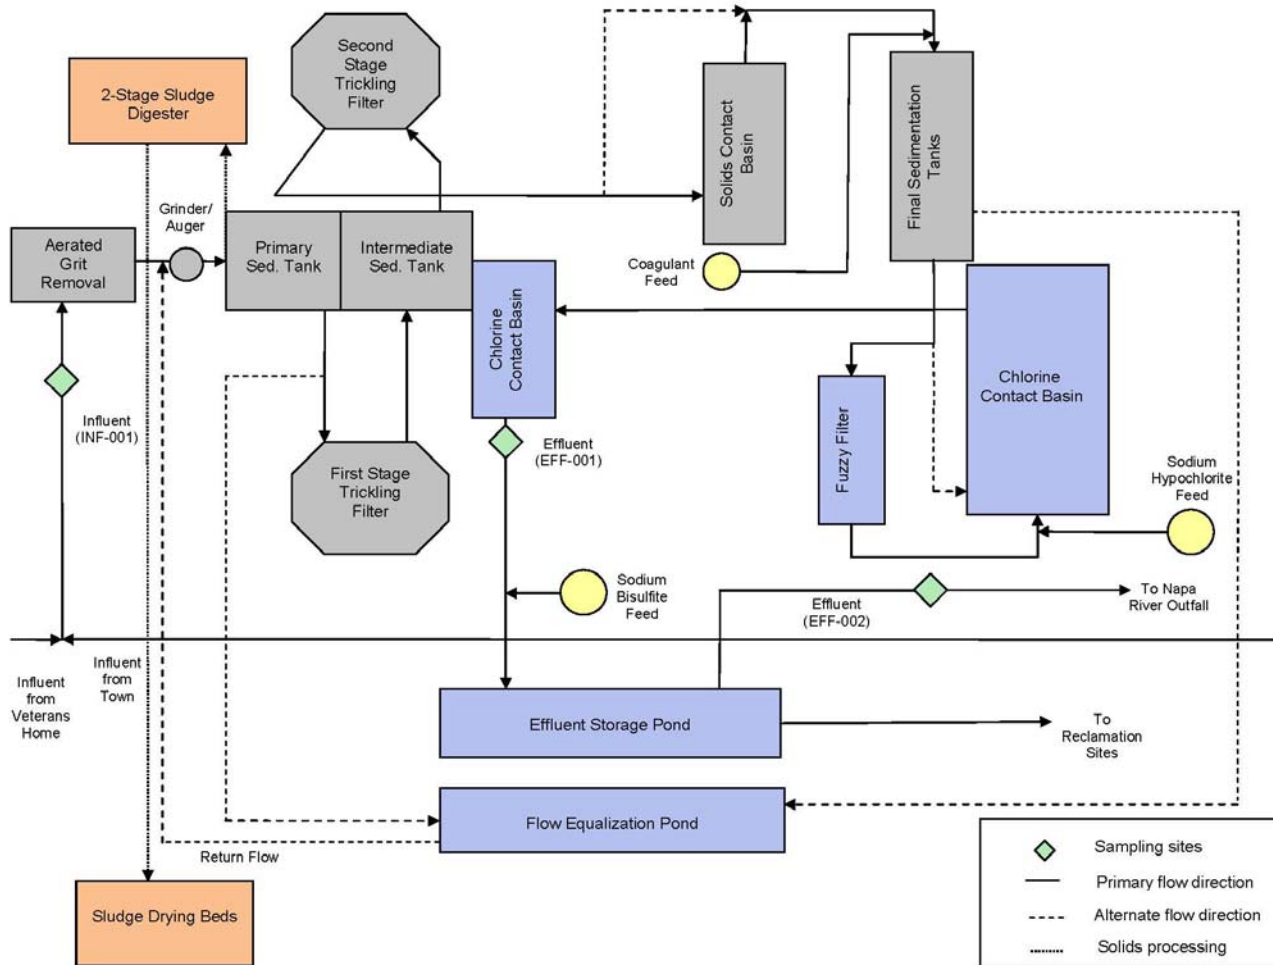 Second
Stage
Trickling
Filter
2-Stage Sludge
Digester
Solids Contact
Basin
Final Sedimentation
Tanks
Grinder/
Auger
Aerated
Grit
Removal
Primary
Sed. Tank
Intermediate
Sed. Tank
Coagulant
Feed
Chlorine
Contact Basin
Chlorine
Contact Basin
Influent
(INF-001)
Effluent
(EFF-001)
First Stage
Trickling
Filter
Fuzzy Filter
Sodium
Hypochlorite
Feed
Sodium
Bisulfite
Feed
Effluent
(EFF-002)
To Napa
River Outfall
Influent
from
Veterans
Home
Influent
from
Town
Effluent Storage Pond
To
Reclamation
Sites
Flow Equalization Pond
Return Flow
Sludge Drying Beds
Sampling sites
Primary flow direction
Alternate flow direction
Solids processing